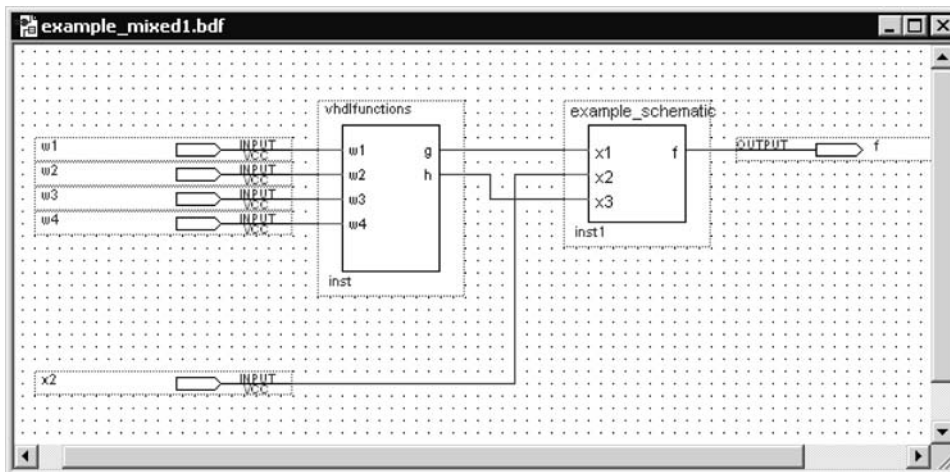 example_mixed1.bdf
vhdlfunctions
example_schematic
w1 INPUT VCC
w2 INPUT VCC
w3 INPUT VCC
w4 INPUT VCC
w1 g
w2 h
w3
w4
inst
x1 f
x2
x3
inst1
OUTPUT f
x2 INPUT VCC